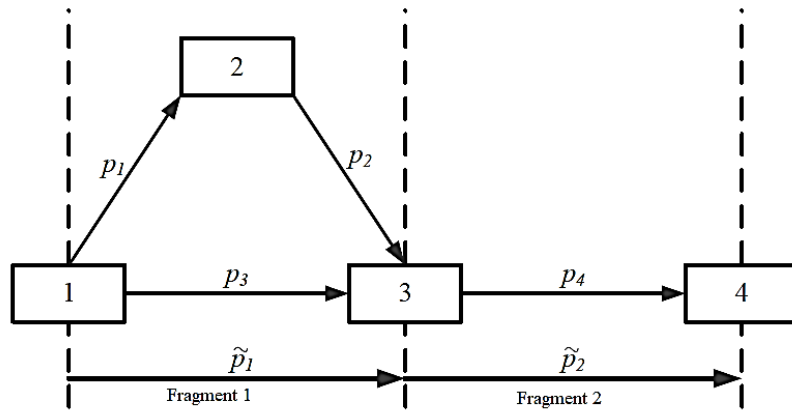 2
p₁
p₂
1
p₃
3
p₄
4
p̃₁
p̃₂
Fragment 1
Fragment 2